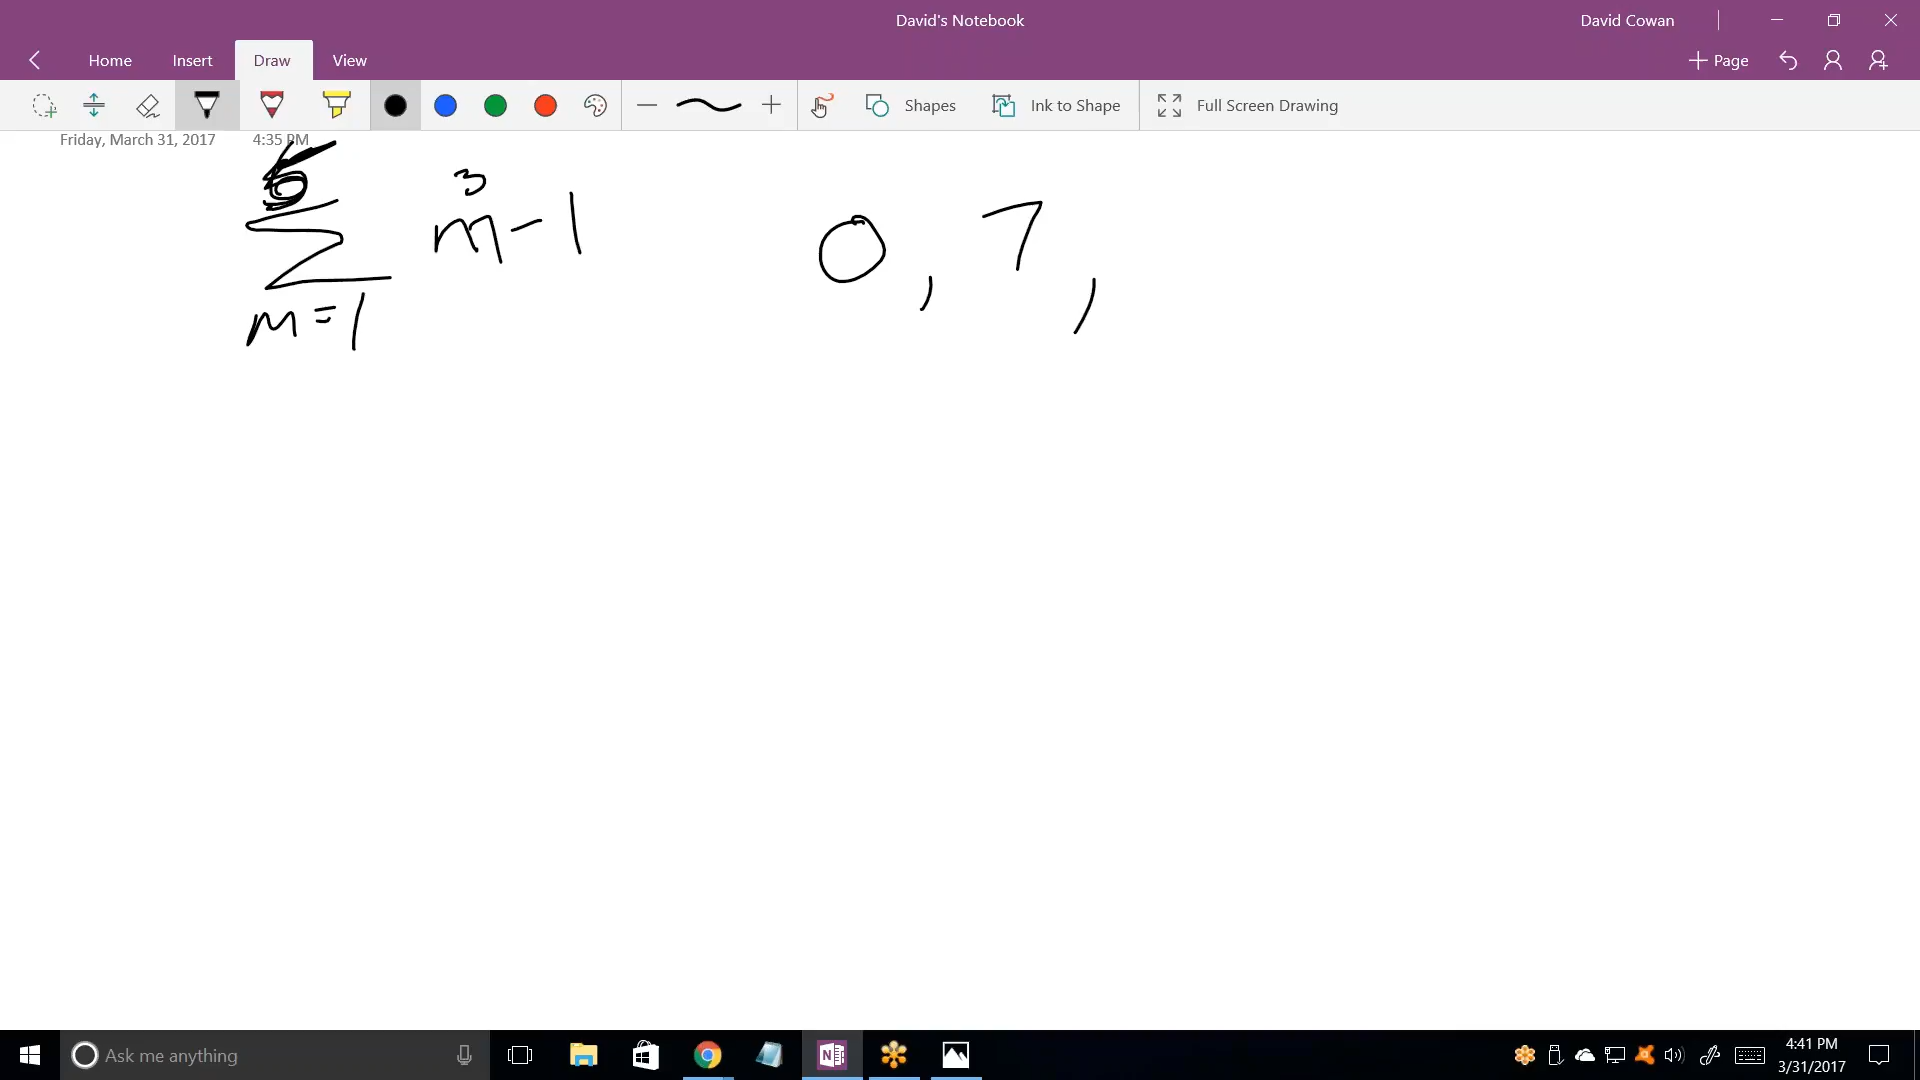 David's Notebook
David Cowan
Home Insert Draw View
Page
Shapes Ink to Shape Full Screen Drawing
Friday, March 31, 2017 4:35 PM
Σ m³ - 1 0, 7,
m = 1
Ask me anything
4:41 PM
3/31/2017